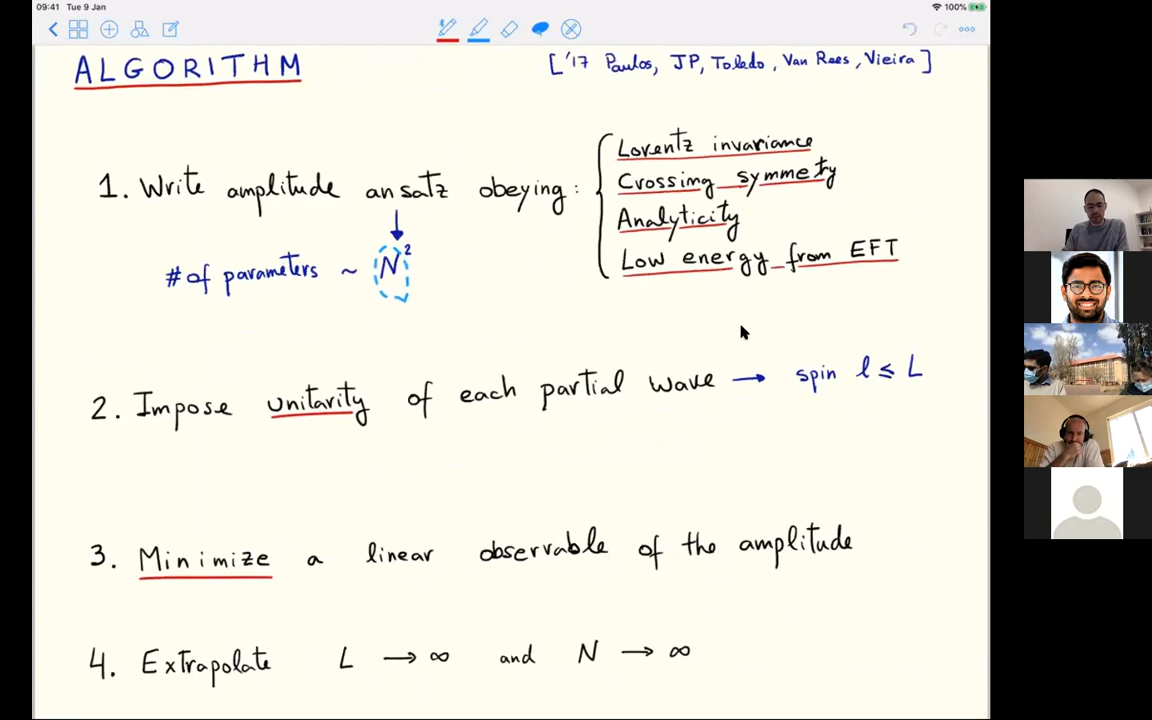 09:41 Tue 9 Jan
100%
ALGORITHM
['17 Paulos, JP, Toledo, Van Rees, Vieira]
Lorentz invariance
1. Write amplitude ansatz obeying:
Crossing symmety
Analyticity
Low energy from EFT
# of parameters ~ N²
2. Impose unitarity of each partial wave → spin l ≤ L
3. Minimize a linear observable of the amplitude
4. Extrapolate L → ∞ and N → ∞